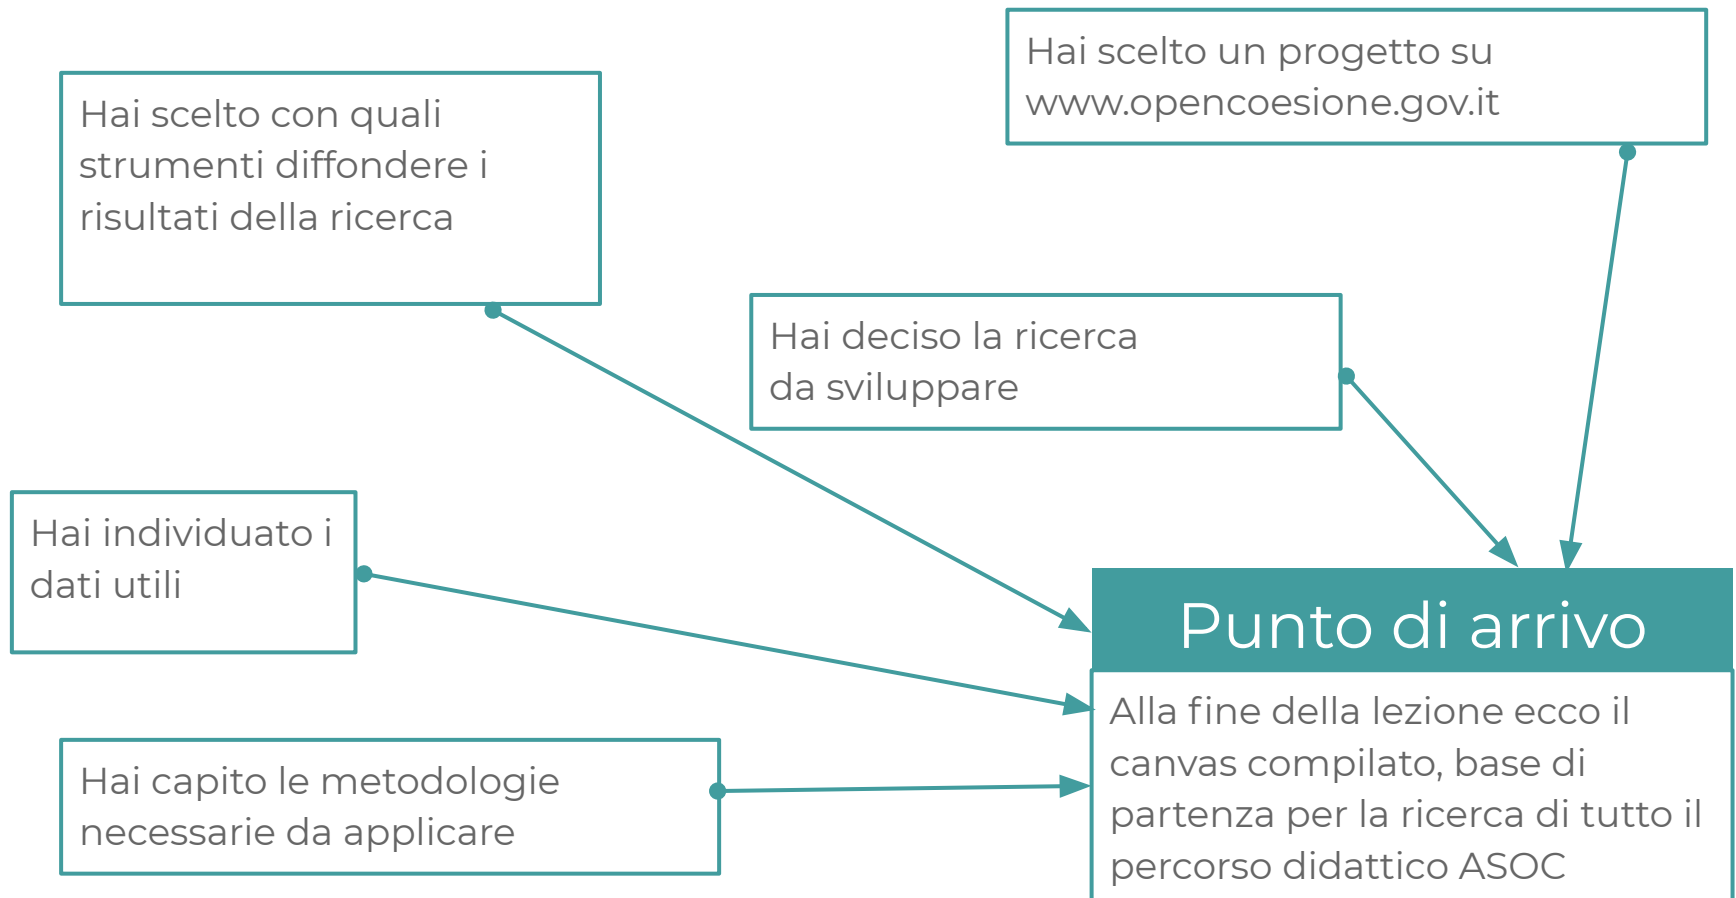 Hai scelto un progetto su
www.opencoesione.gov.it
Hai scelto con quali
strumenti diffondere i
risultati della ricerca
Hai deciso la ricerca
da sviluppare
Hai individuato i
dati utili
Hai capito le metodologie
necessarie da applicare
Punto di arrivo
Alla fine della lezione ecco il
canvas compilato, base di
partenza per la ricerca di tutto il
percorso didattico ASOC